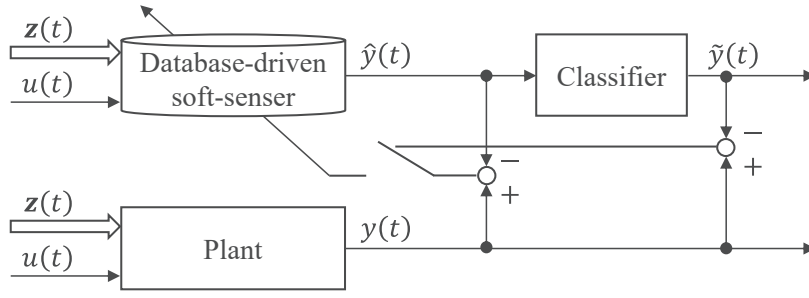 z(t)
u(t)
Database-driven
soft-senser
ŷ(t)
Classifier
ỹ(t)
−
+
−
+
z(t)
u(t)
Plant
y(t)